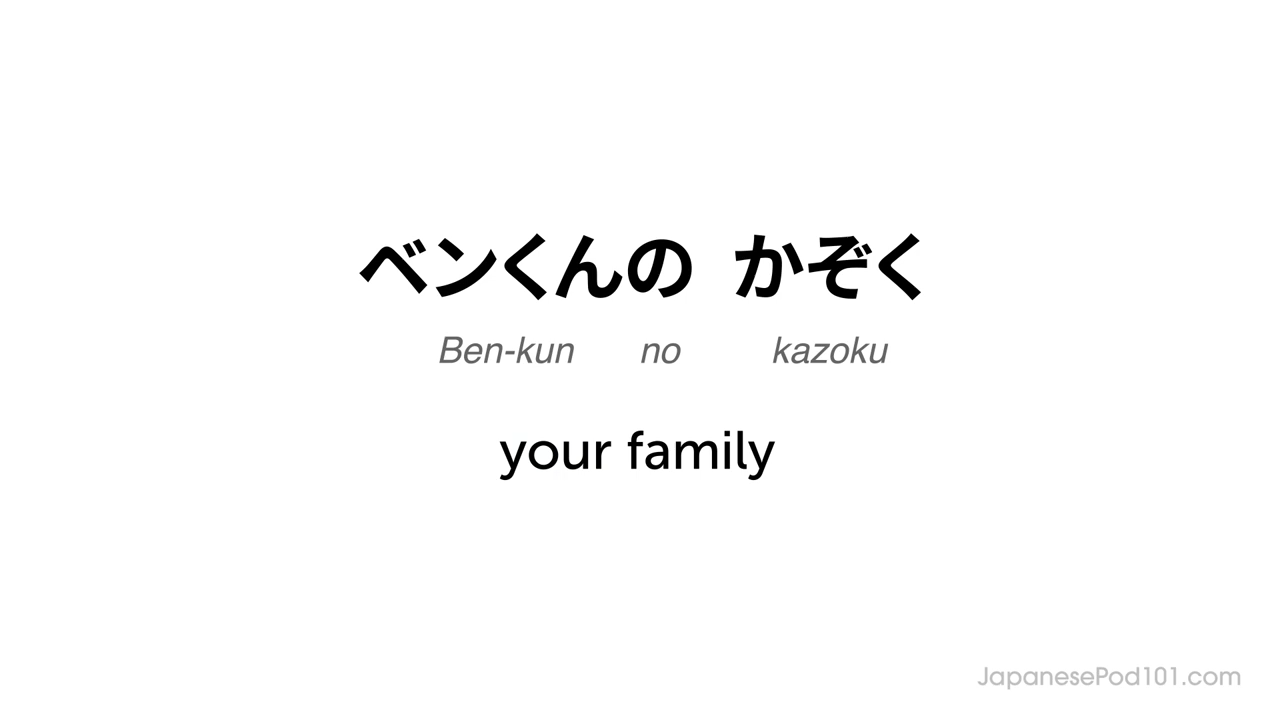 ベンくんの かぞく
Ben-kun no kazoku
your family
JapanesePod101.com